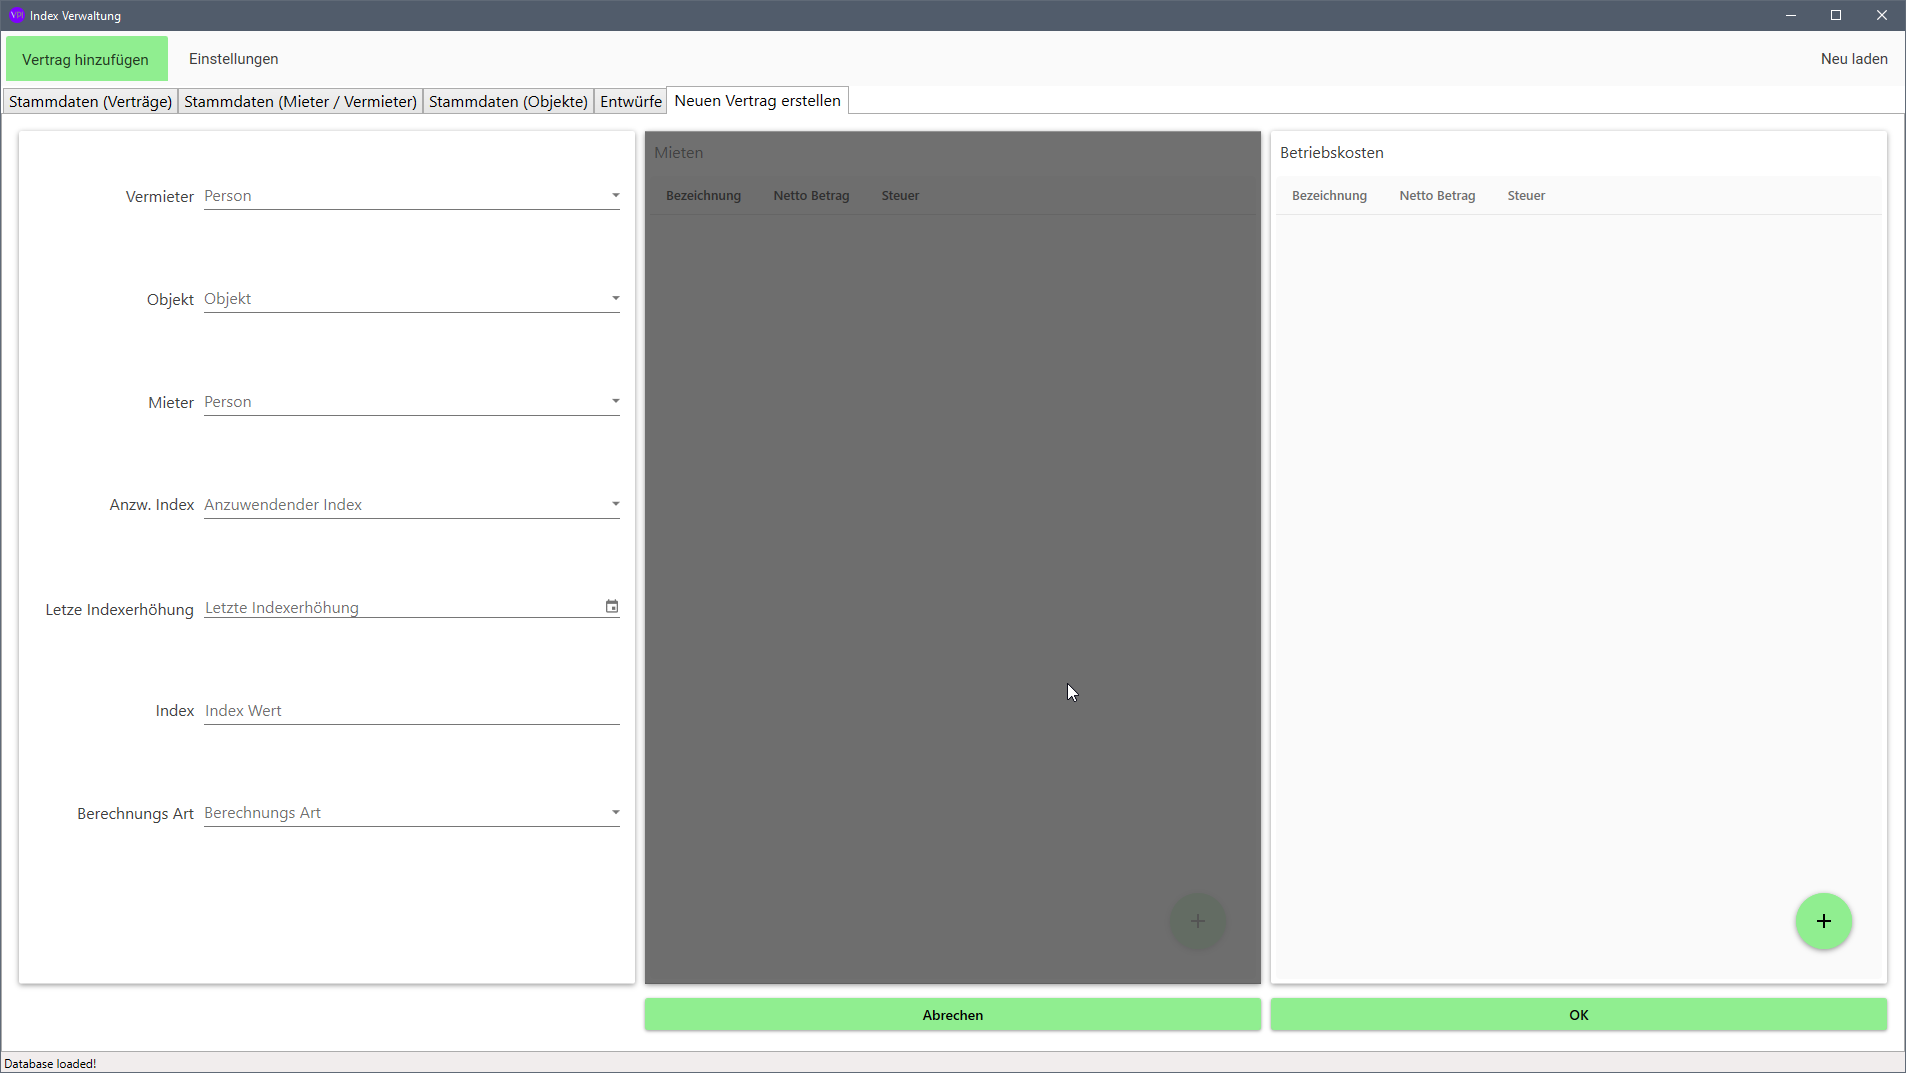 VPI Index Verwaltung
Vertrag hinzufügen Einstellungen Neu laden
Stammdaten (Verträge) Stammdaten (Mieter / Vermieter) Stammdaten (Objekte) Entwürfe Neuen Vertrag erstellen
Vermieter Person
Objekt Objekt
Mieter Person
Anzw. Index Anzuwendender Index
Letze Indexerhöhung Letzte Indexerhöhung
Index Index Wert
Berechnungs Art Berechnungs Art
Mieten
Bezeichnung Netto Betrag Steuer
+
Betriebskosten
Bezeichnung Netto Betrag Steuer
+
Abrechen OK
Database loaded!